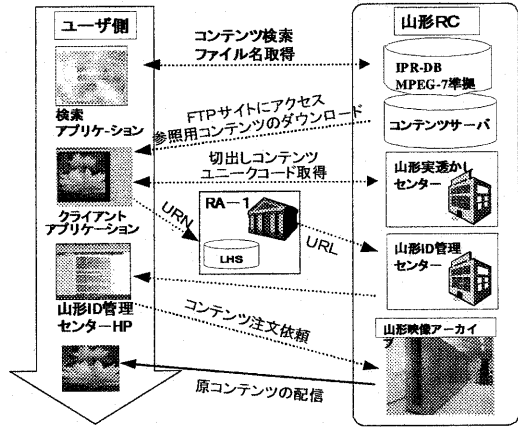 ユーザ側
山形RC
コンテンツ検索
ファイル名取得
IPR-DB
MPEG-7準拠
検索
アプリケーション
FTPサイトにアクセス
参照用コンテンツのダウンロード
コンテンツサーバ
切出しコンテンツ
ユニークコード取得
山形実透かし
センター
クライアント
アプリケーション
URN
RA－1
LHS
URL
山形ID管理
センター
山形ID管理
センターHP
コンテンツ注文依頼
山形映像アーカイ
ブ
原コンテンツの配信